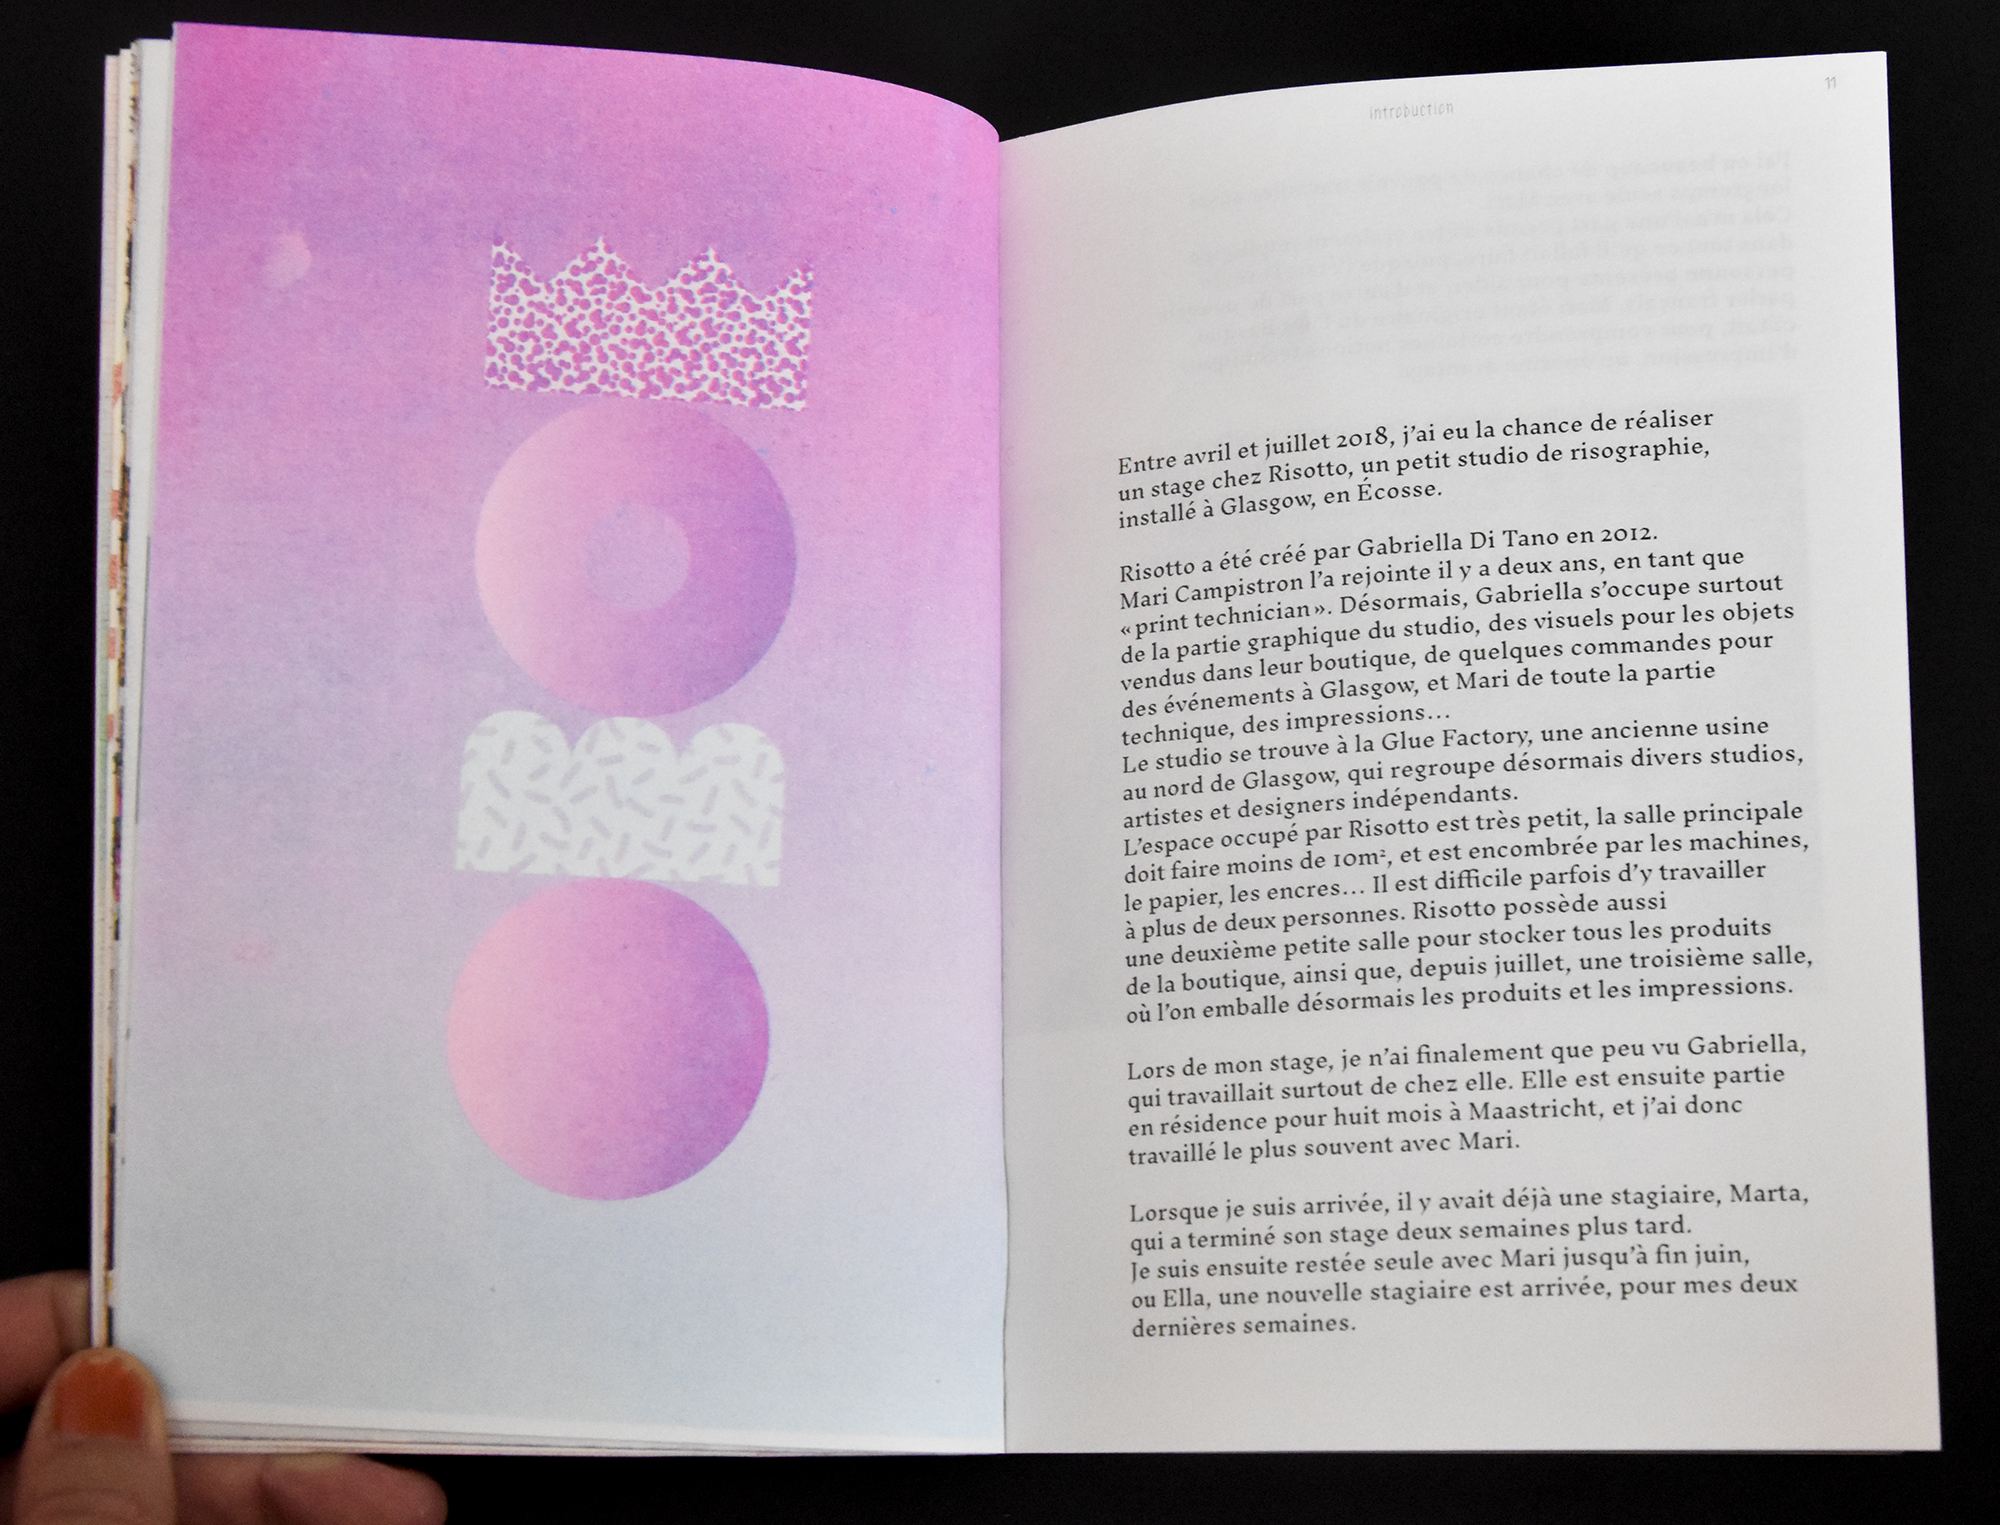 introduction
11
Entre avril et juillet 2018, j’ai eu la chance de réaliser
un stage chez Risotto, un petit studio de risographie,
installé à Glasgow, en Écosse.
Risotto a été créé par Gabriella Di Tano en 2012.
Mari Campistron l’a rejointe il y a deux ans, en tant que
« print technician ». Désormais, Gabriella s’occupe surtout
de la partie graphique du studio, des visuels pour les objets
vendus dans leur boutique, de quelques commandes pour
des événements à Glasgow, et Mari de toute la partie
technique, des impressions…
Le studio se trouve à la Glue Factory, une ancienne usine
au nord de Glasgow, qui regroupe désormais divers studios,
artistes et designers indépendants.
L’espace occupé par Risotto est très petit, la salle principale
doit faire moins de 10m², et est encombrée par les machines,
le papier, les encres… Il est difficile parfois d’y travailler
à plus de deux personnes. Risotto possède aussi
une deuxième petite salle pour stocker tous les produits
de la boutique, ainsi que, depuis juillet, une troisième salle,
où l’on emballe désormais les produits et les impressions.
Lors de mon stage, je n’ai finalement que peu vu Gabriella,
qui travaillait surtout de chez elle. Elle est ensuite partie
en résidence pour huit mois à Maastricht, et j’ai donc
travaillé le plus souvent avec Mari.
Lorsque je suis arrivée, il y avait déjà une stagiaire, Marta,
qui a terminé son stage deux semaines plus tard.
Je suis ensuite restée seule avec Mari jusqu’à fin juin,
ou Ella, une nouvelle stagiaire est arrivée, pour mes deux
dernières semaines.